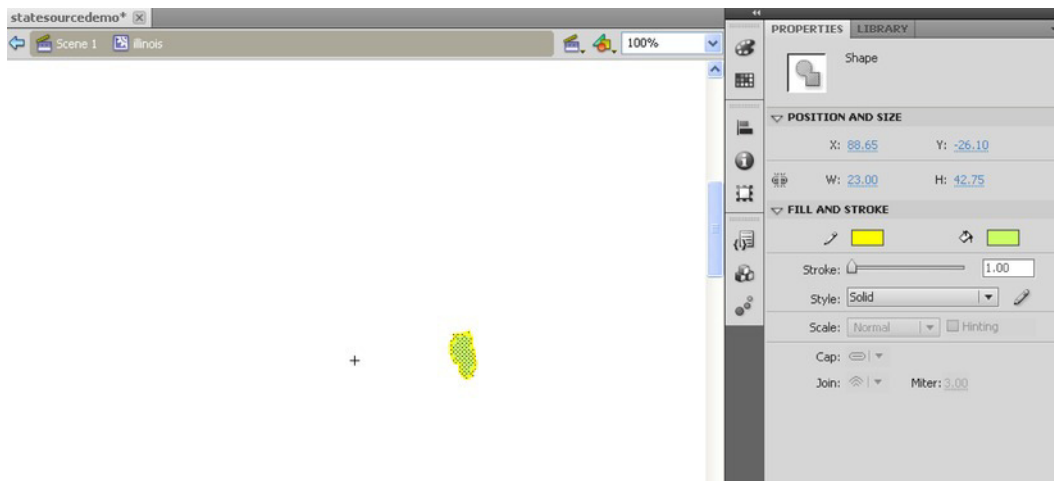 statesourcedemo*
Scene 1 illinois 100%
PROPERTIES LIBRARY
Shape
POSITION AND SIZE
X: 88.65 Y: -26.10
W: 23.00 H: 42.75
FILL AND STROKE
Stroke: 1.00
Style: Solid
Scale: Normal Hinting
Cap:
Join: Miter: 3.00